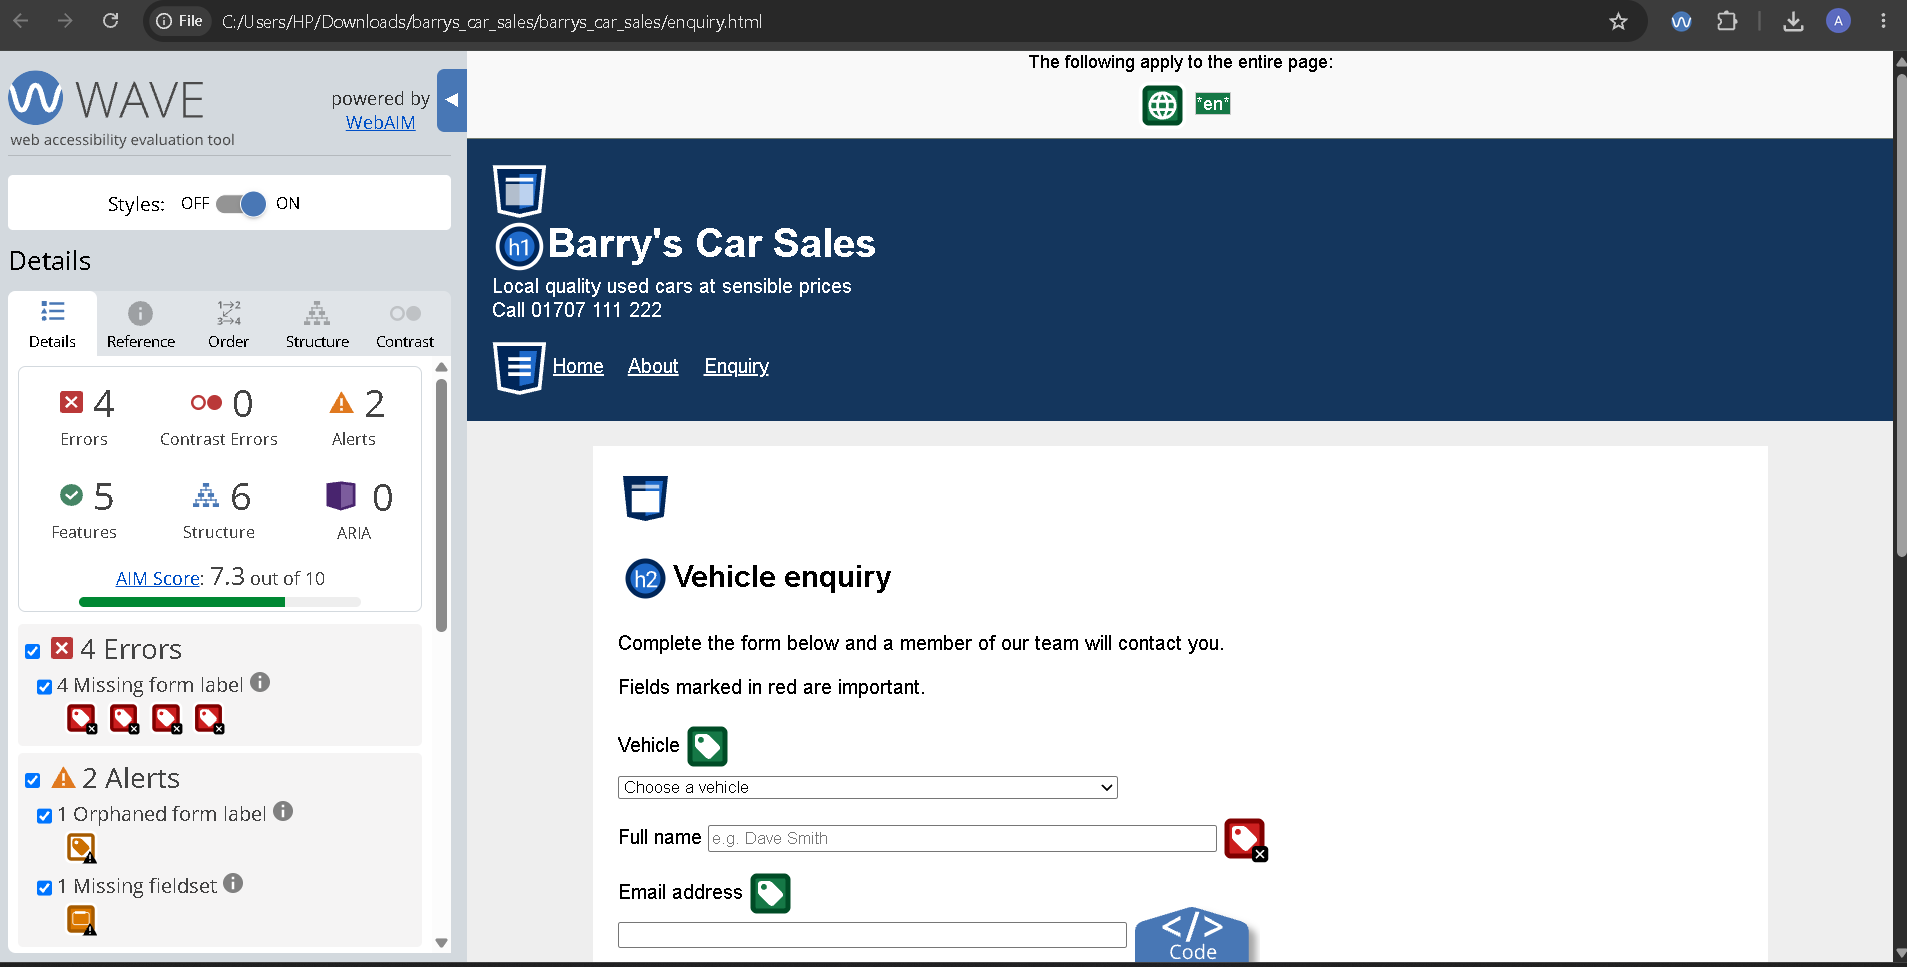 File C:/Users/HP/Downloads/barrys_car_sales/barrys_car_sales/enquiry.html A
WAVE
powered by
WebAIM
web accessibility evaluation tool
Styles: OFF ON
Details
Details Reference Order Structure Contrast
4 0 2
Errors Contrast Errors Alerts
5 6 0
Features Structure ARIA
AIM Score: 7.3 out of 10
4 Errors
4 Missing form label
2 Alerts
1 Orphaned form label
1 Missing fieldset
The following apply to the entire page:
*en*
h1 Barry's Car Sales
Local quality used cars at sensible prices
Call 01707 111 222
Home About Enquiry
h2 Vehicle enquiry
Complete the form below and a member of our team will contact you.
Fields marked in red are important.
Vehicle
Choose a vehicle
Full name e.g. Dave Smith
Email address
</>
Code